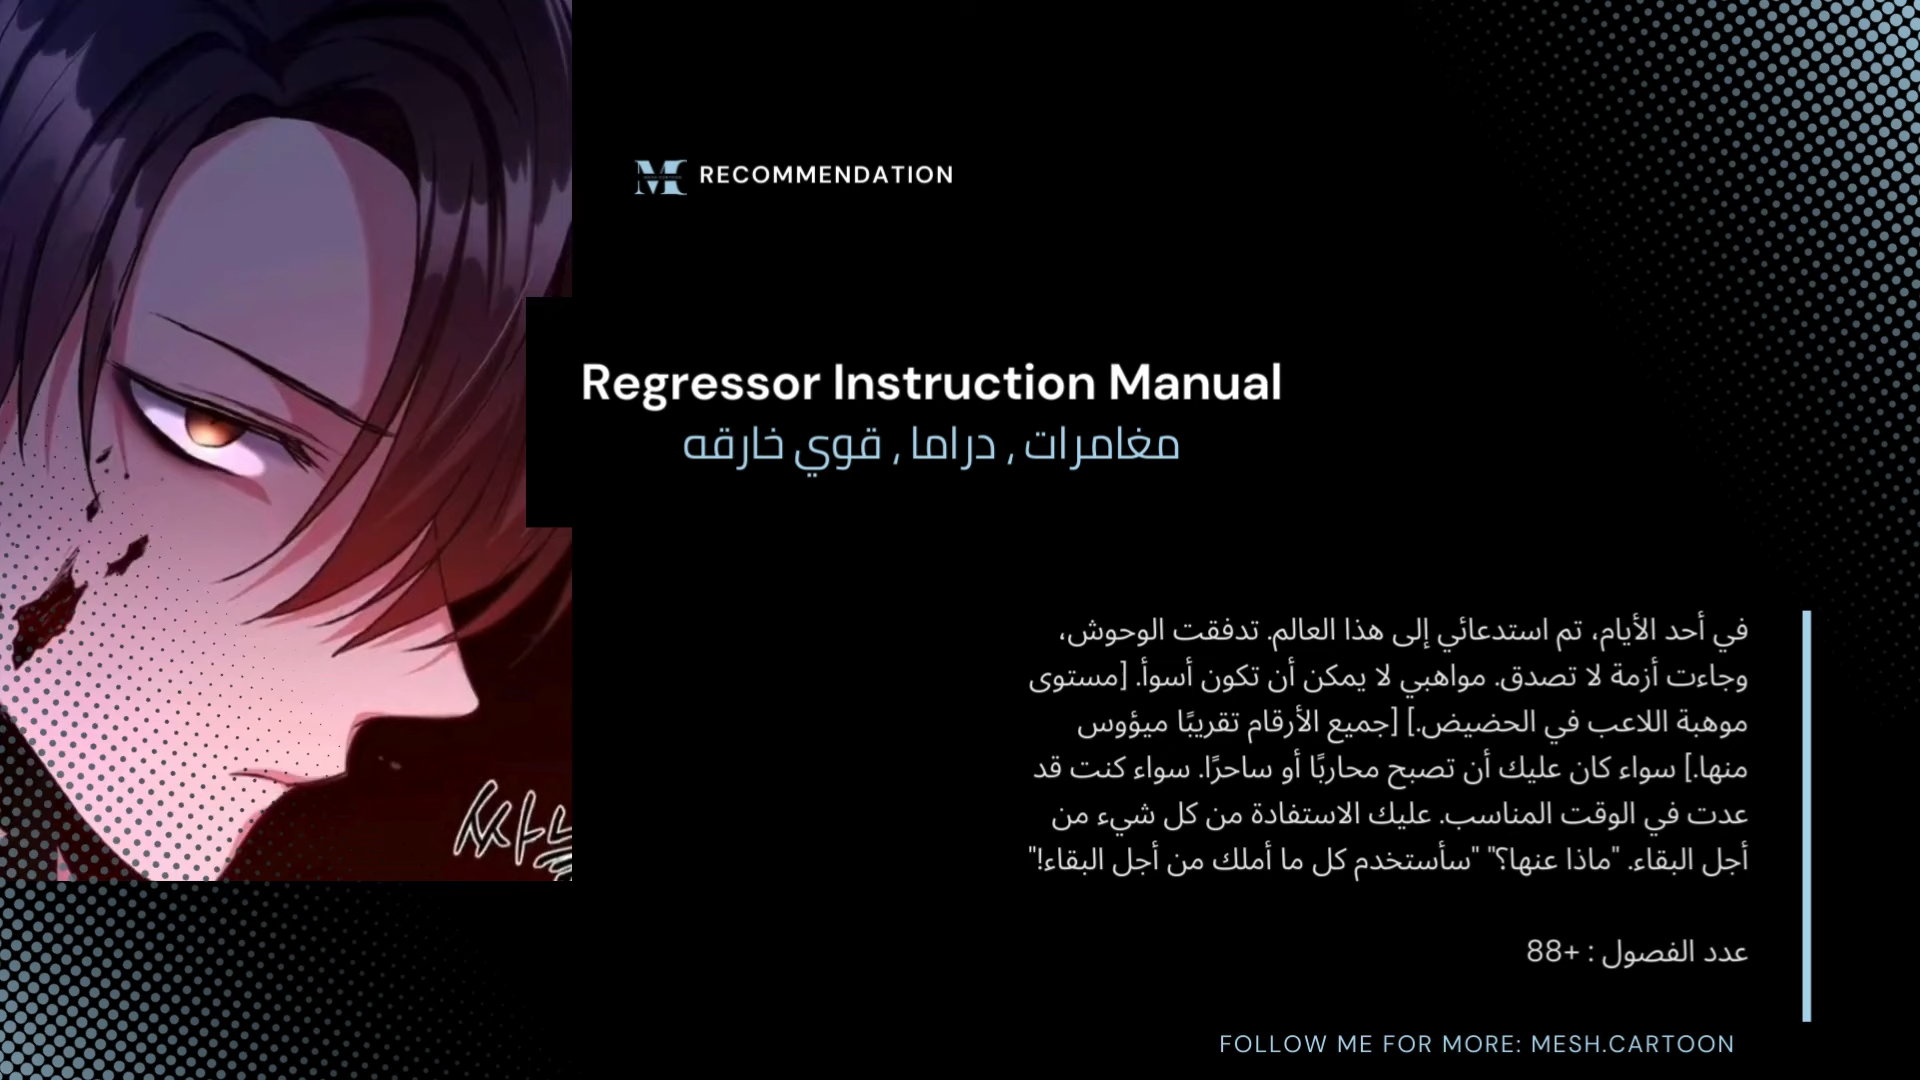 RECOMMENDATION
Regressor Instruction Manual
مغامرات , دراما , قوي خارقه
في أحد الأيام، تم استدعائي إلى هذا العالم. تدفقت الوحوش،
وجاءت أزمة لا تصدق. مواهبي لا يمكن أن تكون أسوأ. [مستوى
موهبة اللاعب في الحضيض.] [جميع الأرقام تقريبًا ميؤوس
منها.] سواء كان عليك أن تصبح محاربًا أو ساحرًا. سواء كنت قد
عدت في الوقت المناسب. عليك الاستفادة من كل شيء من
أجل البقاء. "ماذا عنها؟" "سأستخدم كل ما أملك من أجل البقاء!"
عدد الفصول : +88
FOLLOW ME FOR MORE: MESH.CARTOON